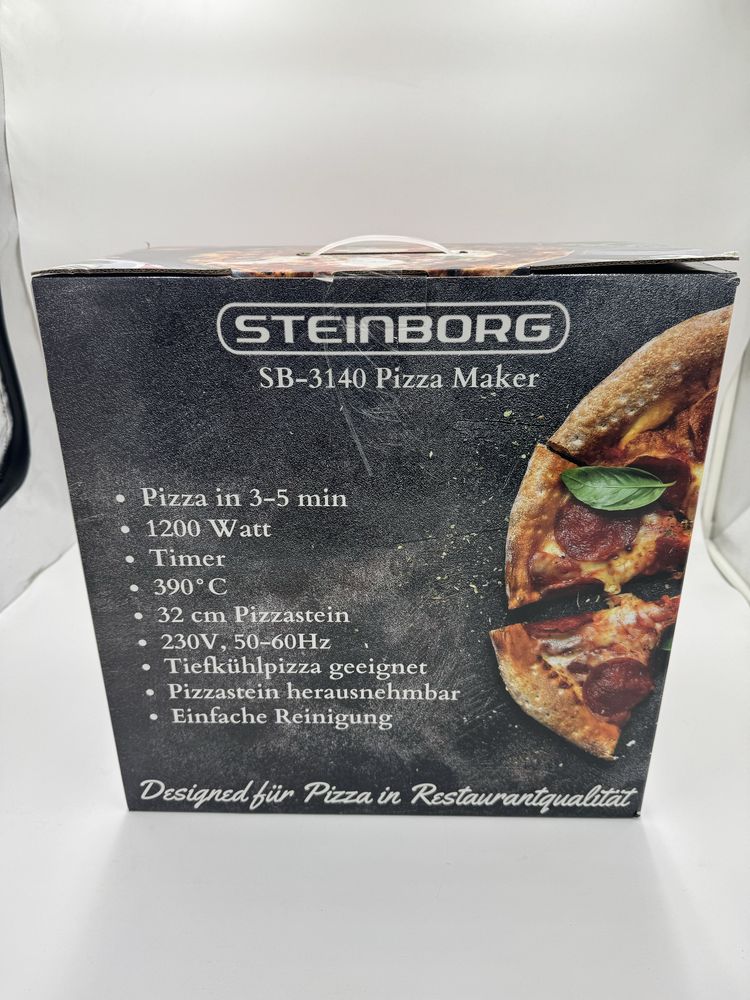 STEINBORG
SB-3140 Pizza Maker
• Pizza in 3-5 min
• 1200 Watt
• Timer
• 390°C
• 32 cm Pizzastein
• 230V, 50-60Hz
• Tiefkühlpizza geeignet
• Pizzastein herausnehmbar
• Einfache Reinigung
Designed für Pizza in Restaurantqualität